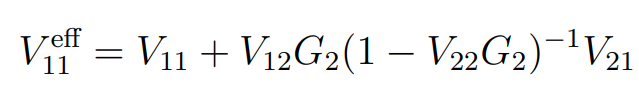 $V_{11}^{\text{eff}} = V_{11} + V_{12}G_2(1 - V_{22}G_2)^{-1}V_{21}$